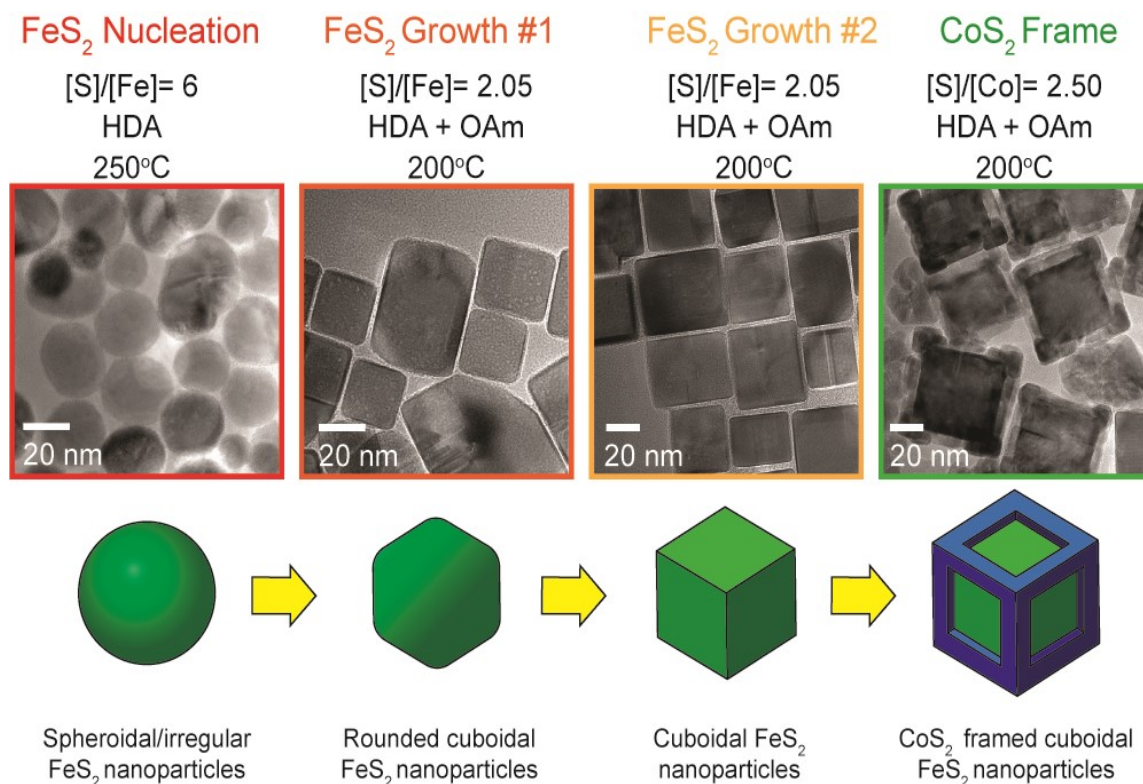 FeS₂ Nucleation
[S]/[Fe]= 6
HDA
250°C
20 nm
FeS₂ Growth #1
[S]/[Fe]= 2.05
HDA + OAm
200°C
20 nm
FeS₂ Growth #2
[S]/[Fe]= 2.05
HDA + OAm
200°C
20 nm
CoS₂ Frame
[S]/[Co]= 2.50
HDA + OAm
200°C
20 nm
Spheroidal/irregular
FeS₂ nanoparticles
Rounded cuboidal
FeS₂ nanoparticles
Cuboidal FeS₂
nanoparticles
CoS₂ framed cuboidal
FeS₂ nanoparticles